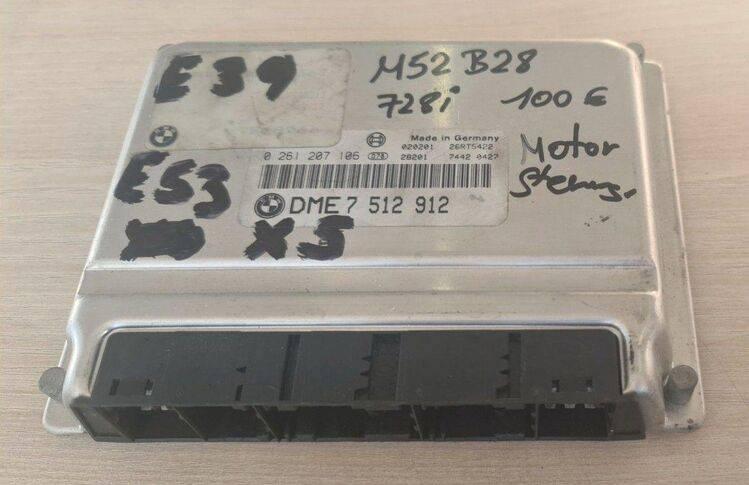 E39
M52 B28
728i 100 €
Made in Germany
020201 26RT5422
0 261 207 106 28201 7442 0427
Motor
Steurng.
DME 7 512 912
E53
X5